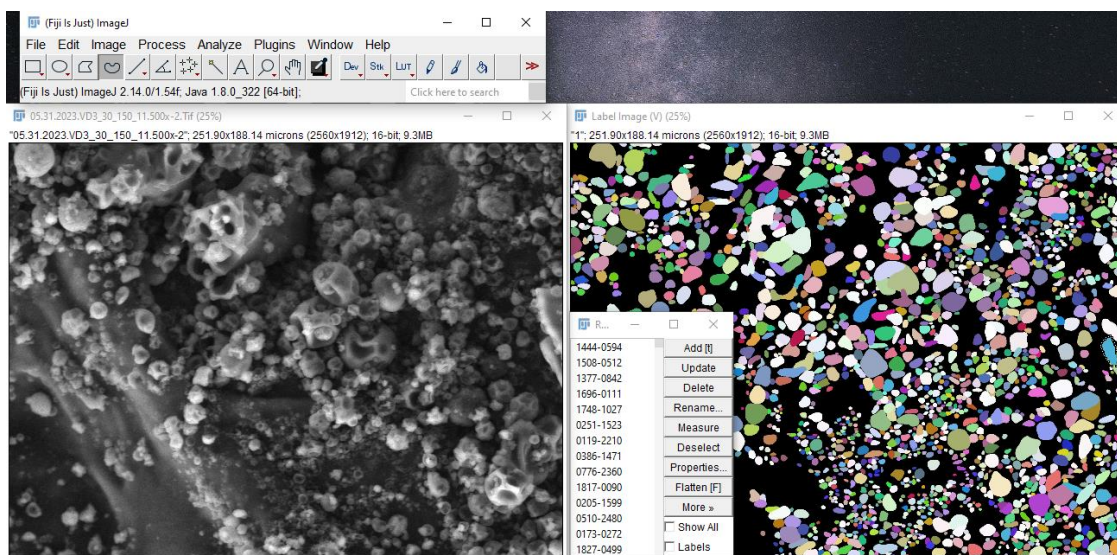 (Fiji Is Just) ImageJ
File Edit Image Process Analyze Plugins Window Help
Dev Stk LUT
(Fiji Is Just) ImageJ 2.14.0/1.54f; Java 1.8.0_322 [64-bit];
Click here to search
05.31.2023.VD3_30_150_11.500x-2.Tif (25%)
"05.31.2023.VD3_30_150_11.500x-2"; 251.90x188.14 microns (2560x1912); 16-bit; 9.3MB
Label Image (V) (25%)
"1"; 251.90x188.14 microns (2560x1912); 16-bit; 9.3MB
R...
1444-0594
1508-0512
1377-0842
1696-0111
1748-1027
0251-1523
0119-2210
0386-1471
0776-2360
1817-0090
0205-1599
0510-2480
0173-0272
1827-0499
Add [t]
Update
Delete
Rename...
Measure
Deselect
Properties...
Flatten [F]
More »
Show All
Labels